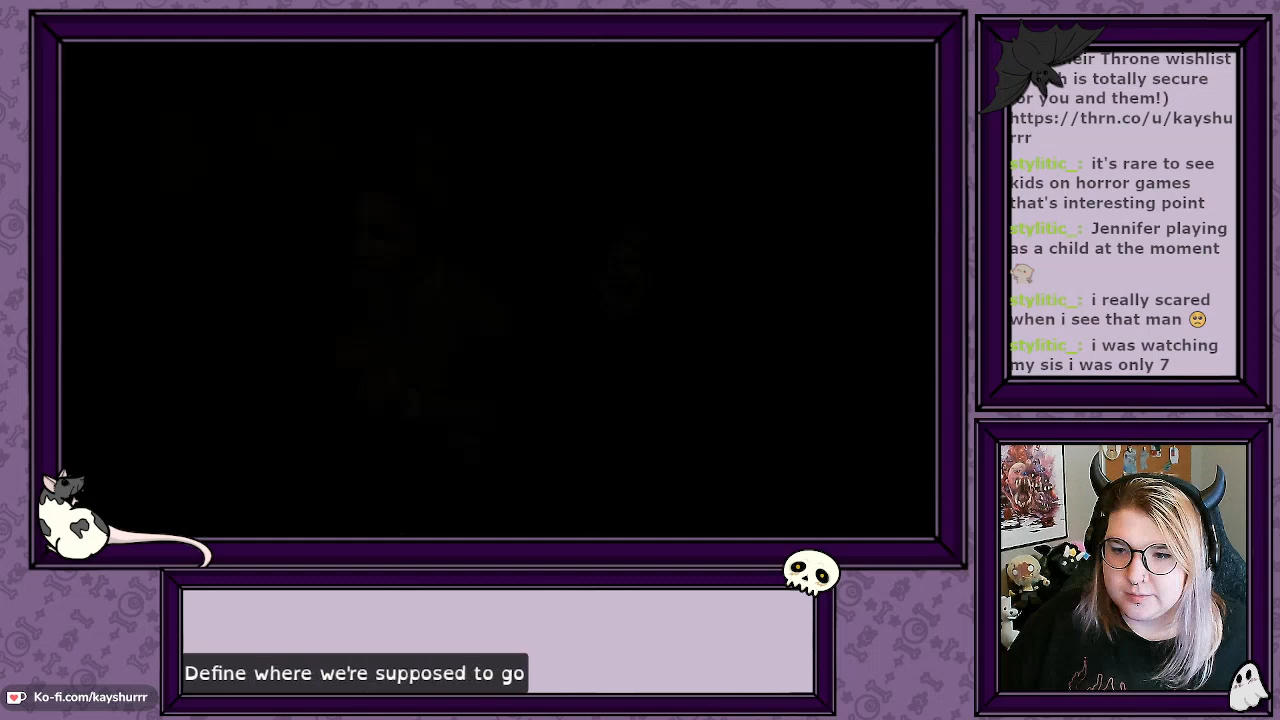 eir Throne wishlist
h is totally secure
or you and them!)
https://thrn.co/u/kayshu
rrr
stylitic_: it's rare to see
kids on horror games
that's interesting point
stylitic_: Jennifer playing
as a child at the moment
stylitic_: i really scared
when i see that man 🥺
stylitic_: i was watching
my sis i was only 7
Define where we're supposed to go
Ko-fi.com/kayshurrr